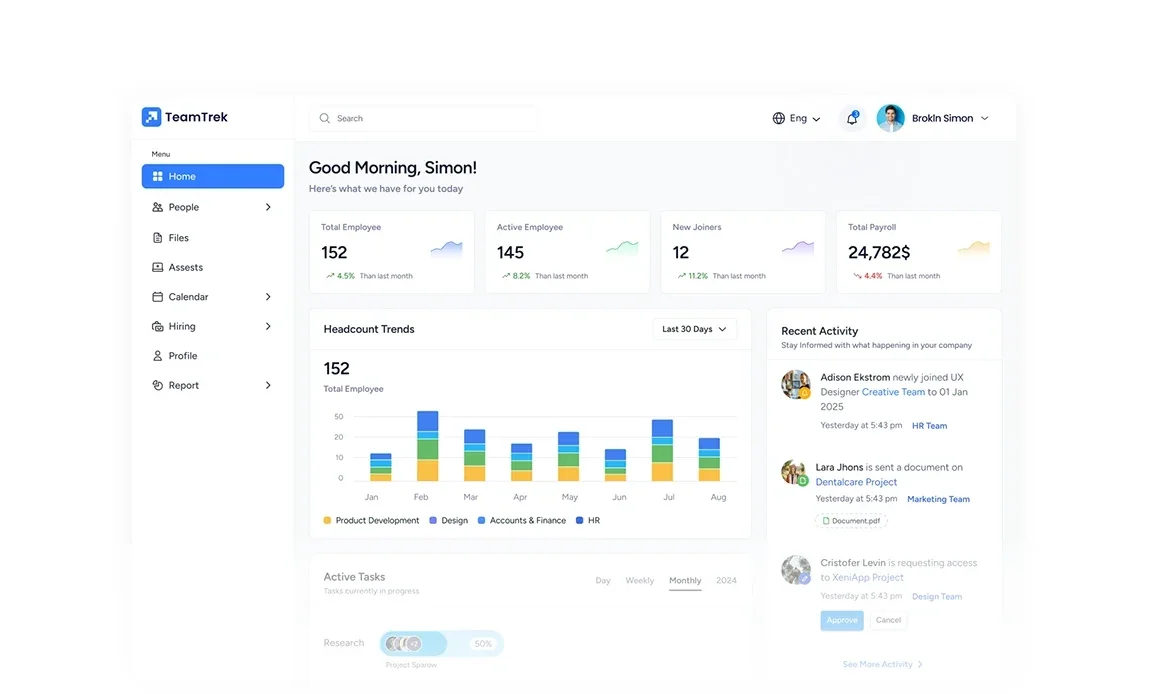 TeamTrek
Search
Eng
3
Brokln Simon
Menu
Home
People
Files
Assests
Calendar
Hiring
Profile
Report
Good Morning, Simon!
Here's what we have for you today
Total Employee
152
4.5% Than last month
Active Employee
145
8.2% Than last month
New Joiners
12
11.2% Than last month
Total Payroll
24,782$
4.4% Than last month
Headcount Trends
Last 30 Days
152
Total Employee
50
20
10
0
Jan Feb Mar Apr May Jun Jul Aug
Product Development Design Accounts & Finance HR
Recent Activity
Stay Informed with what happening in your company
Adison Ekstrom newly joined UX
Designer Creative Team to 01 Jan
2025
Yesterday at 5:43 pm HR Team
Lara Jhons is sent a document on
Dentalcare Project
Yesterday at 5:43 pm Marketing Team
Document.pdf
Cristofer Levin is requesting access
to XeniApp Project
Yesterday at 5:43 pm Design Team
Approve Cancel
See More Activity
Active Tasks
Tasks currently in progress
Day Weekly Monthly 2024
Research
+2
50%
Project Sparow